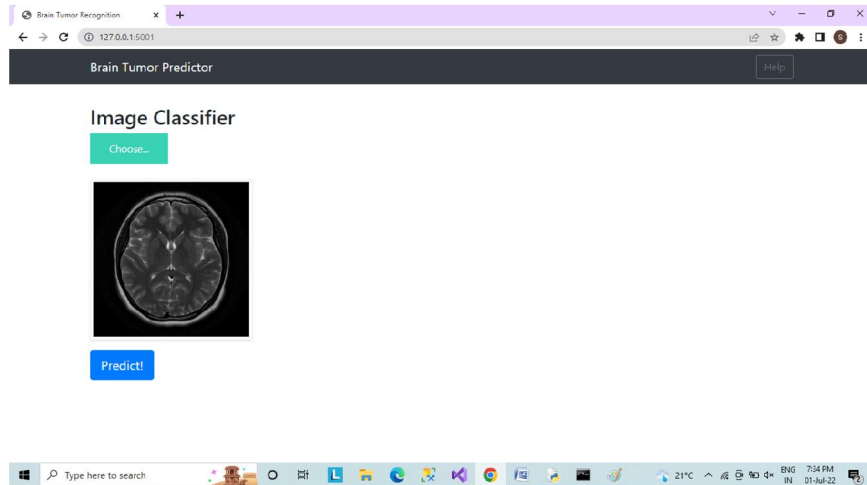 Brain Tumor Recognition
127.0.0.1:5001
Brain Tumor Predictor
Help
Image Classifier
Choose...
Predict!
Type here to search
21°C
ENG
IN
7:34 PM
01-Jul-22